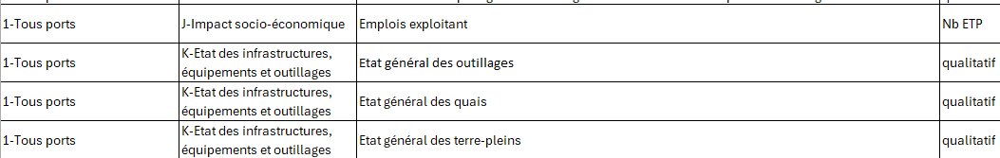 1-Tous ports J-Impact socio-économique Emplois exploitant Nb ETP
K-Etat des infrastructures,
1-Tous ports Etat général des outillages qualitatif
équipements et outillages
K-Etat des infrastructures,
1-Tous ports Etat général des quais qualitatif
équipements et outillages
K-Etat des infrastructures,
1-Tous ports Etat général des terre-pleins qualitatif
équipements et outillages